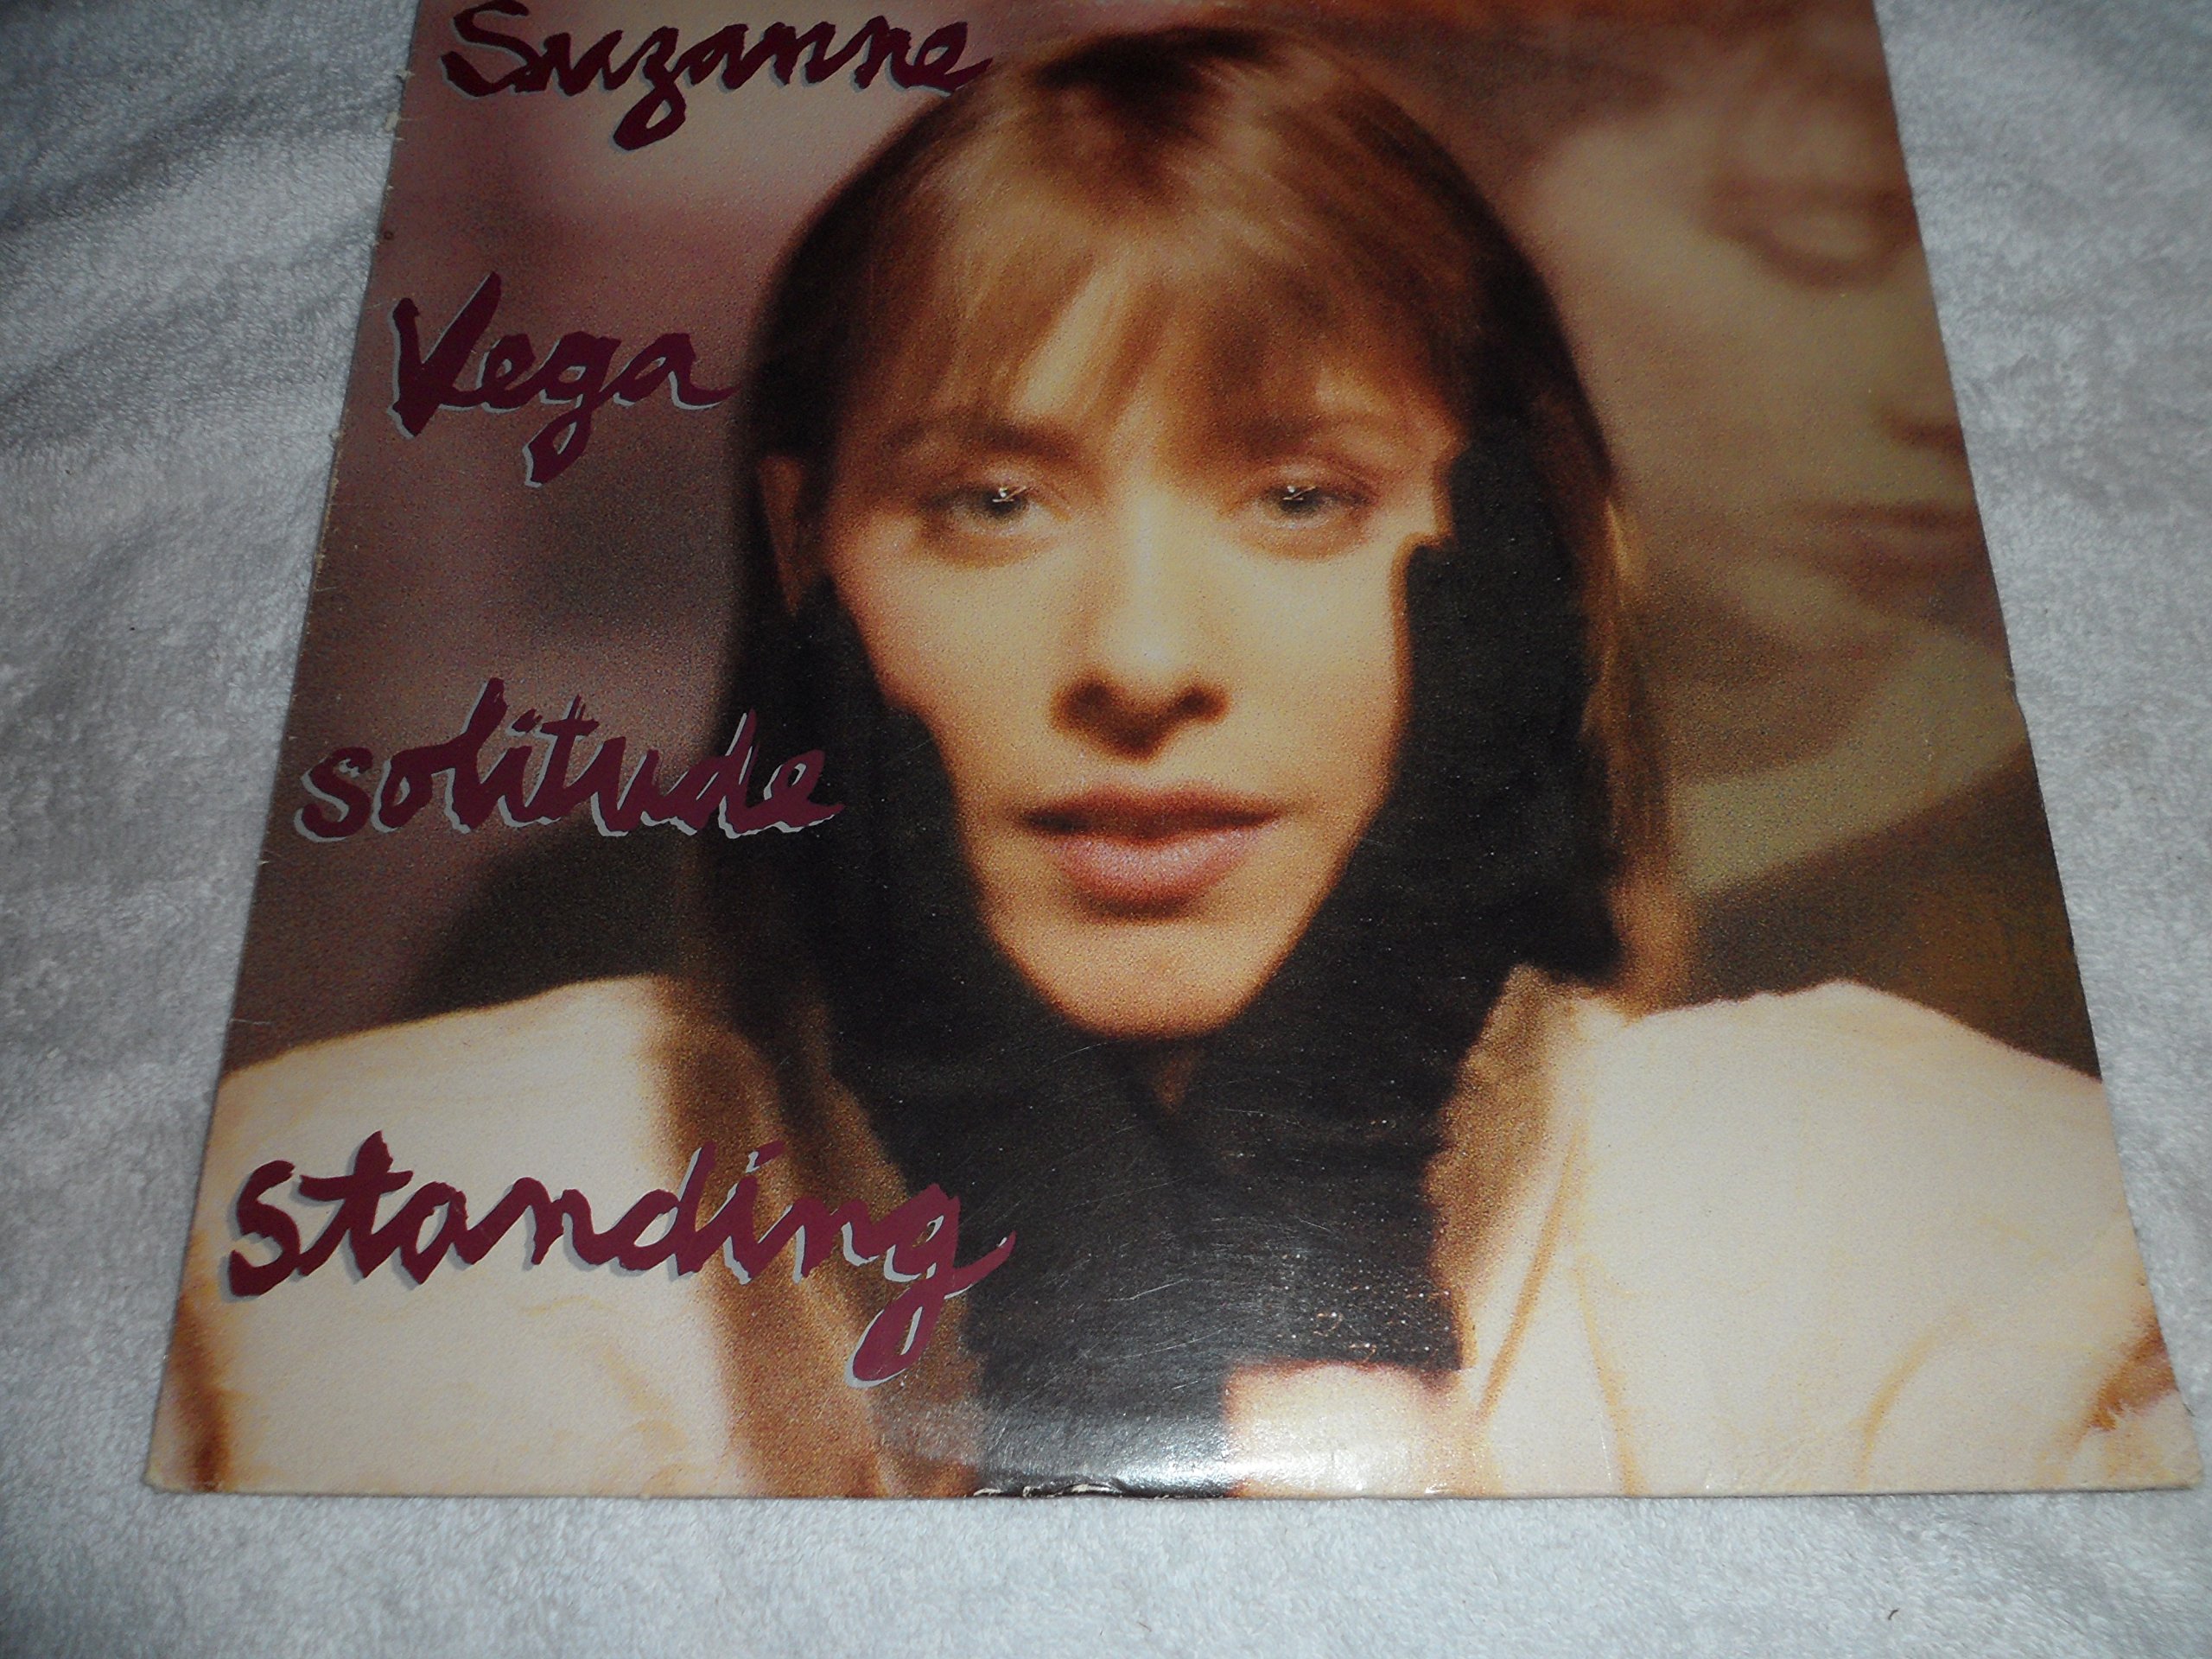 Suzanne
Vega
solitude
standing